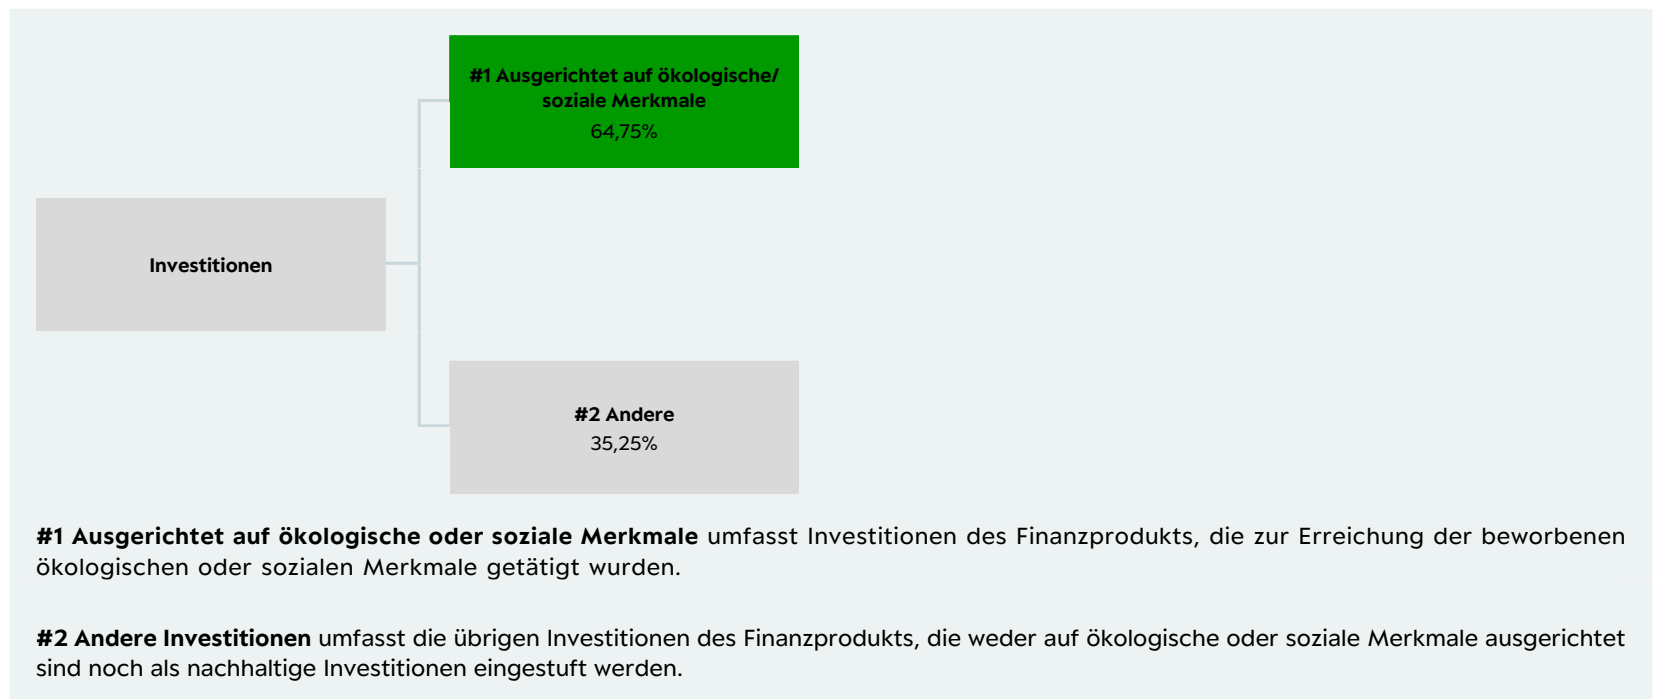 #1 Ausgerichtet auf ökologische/
soziale Merkmale
64,75%
Investitionen
#2 Andere
35,25%
#1 Ausgerichtet auf ökologische oder soziale Merkmale umfasst Investitionen des Finanzprodukts, die zur Erreichung der beworbenen
ökologischen oder sozialen Merkmale getätigt wurden.
#2 Andere Investitionen umfasst die übrigen Investitionen des Finanzprodukts, die weder auf ökologische oder soziale Merkmale ausgerichtet
sind noch als nachhaltige Investitionen eingestuft werden.